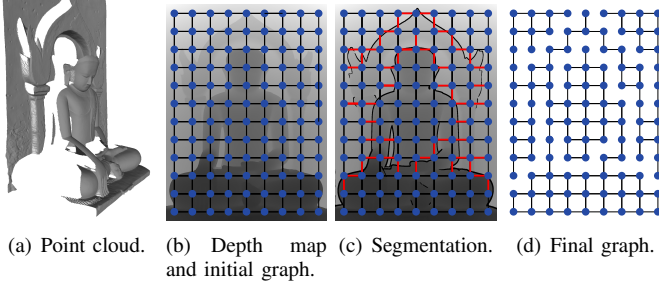 (a) Point cloud.
(b) Depth map
and initial graph.
(c) Segmentation.
(d) Final graph.